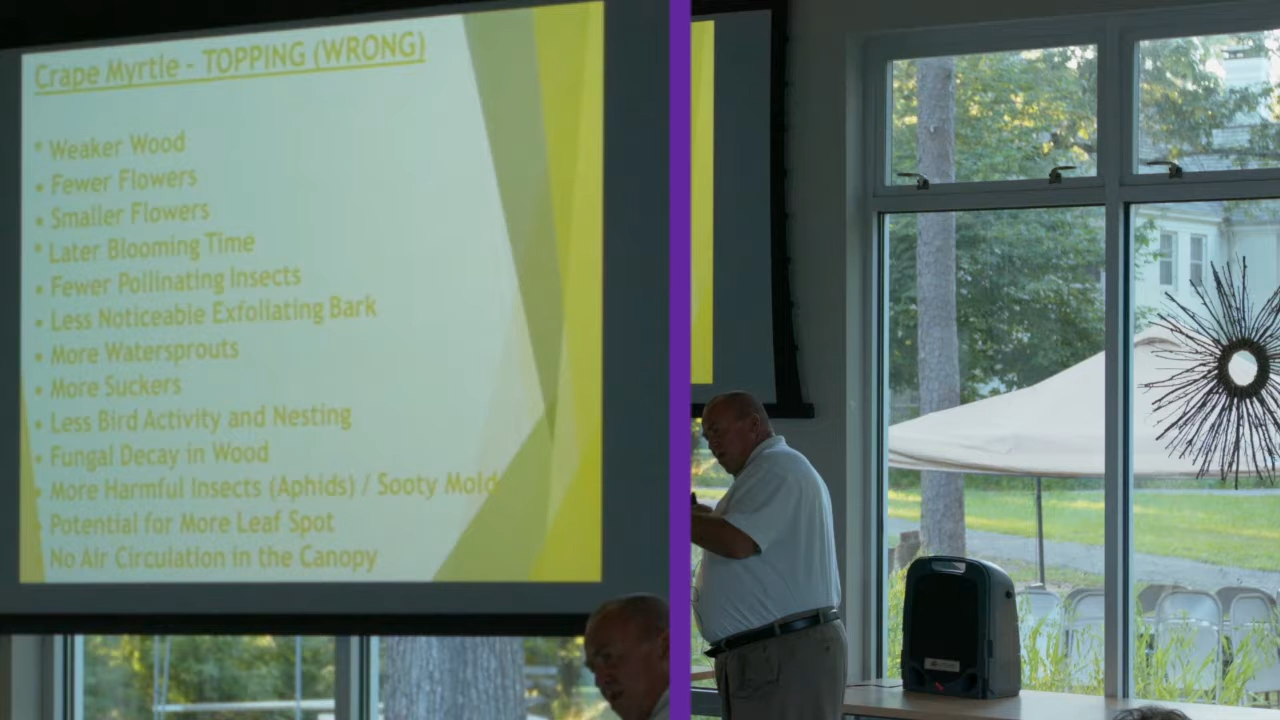 Crape Myrtle - TOPPING (WRONG)
* Weaker Wood
• Fewer Flowers
• Smaller Flowers
* Later Blooming Time
• Fewer Pollinating Insects
• Less Noticeable Exfoliating Bark
• More Watersprouts
• More Suckers
• Less Bird Activity and Nesting
• Fungal Decay in Wood
• More Harmful Insects (Aphids) / Sooty Mold
• Potential for More Leaf Spot
No Air Circulation in the Canopy